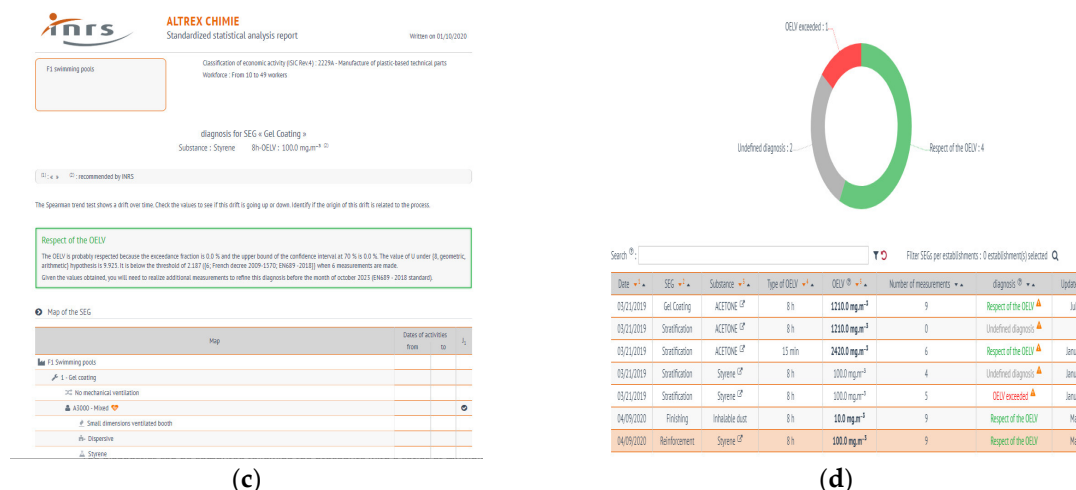 inrs
ALTREX CHIMIE
Standardized statistical analysis report
Written on 01/10/2020
F1 swimming pools
Classification of economic activity (ISIC Rev.4) : 2229A - Manufacture of plastic-based technical parts
Workforce : From 10 to 49 workers
diagnosis for SEG « Gel Coating »
Substance : Styrene 8h-OELV : 100.0 mg.m⁻³ (2)
(2) : recommended by INRS
The Spearman trend test shows a drift over time. Check the values to see if this drift is going up or down. Identify if the origin of this drift is related to the process.
Respect of the OELV
The OELV is probably respected because the exceedance fraction is 0.0 % and the upper bound of the confidence interval at 70 % is 0.0 %. The value of U under [8, geometric,
arithmetic] hypothesis is 9.923. It is below the threshold of 2.187 ([6; French decree 2009-1570; EN689 -2018]) when 6 measurements are made.
Given the values obtained, you will need to realize additional measurements to refine this diagnosis before the month of october 2023 (EN689 - 2018 standard).
Map of the SEG
Map Dates of activities
from to
F1 Swimming pools
1 - Gel coating
No mechanical ventilation
A3000 - Mixed
Small dimensions ventilated booth
Dispersive
Styrene
(c)
OELV exceeded : 1
Undefined diagnosis : 2
Respect of the OELV : 4
Search : Filter SEGs per establishments : 0 establishment(s) selected
Date SEG Substance Type of OELV OELV Number of measurements diagnosis Update
03/21/2019 Gel Coating ACETONE 8 h 1210.0 mg.m⁻³ 9 Respect of the OELV Jul
03/21/2019 Stratification ACETONE 8 h 1210.0 mg.m⁻³ 0 Undefined diagnosis
03/21/2019 Stratification ACETONE 15 min 2420.0 mg.m⁻³ 6 Respect of the OELV Janu
03/21/2019 Stratification Styrene 8 h 100.0 mg.m⁻³ 4 Undefined diagnosis Janu
03/21/2019 Stratification Styrene 8 h 100.0 mg.m⁻³ 5 OELV exceeded Janu
04/09/2020 Finishing Inhalable dust 8 h 10.0 mg.m⁻³ 9 Respect of the OELV Ma
04/09/2020 Reinforcement Styrene 8 h 100.0 mg.m⁻³ 9 Respect of the OELV Ma
(d)